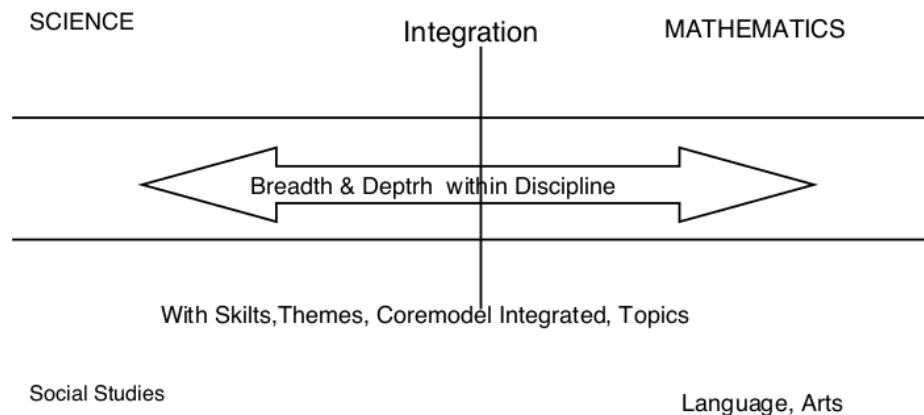 SCIENCE
Integration
MATHEMATICS
Breadth & Deptrh within Discipline
With Skilts,Themes, Coremodel Integrated, Topics
Social Studies
Language, Arts